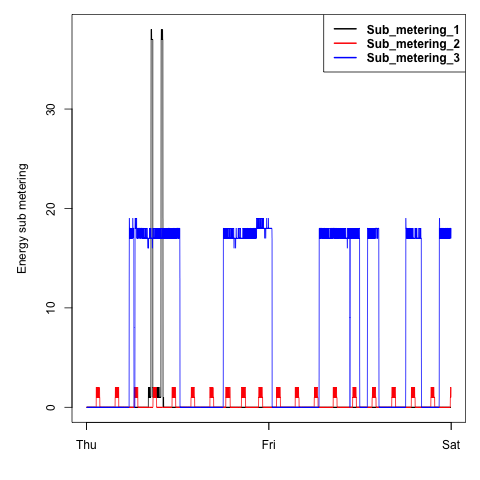 Sub_metering_1
Sub_metering_2
Sub_metering_3
Energy sub metering
30
20
10
0
Thu Fri Sat